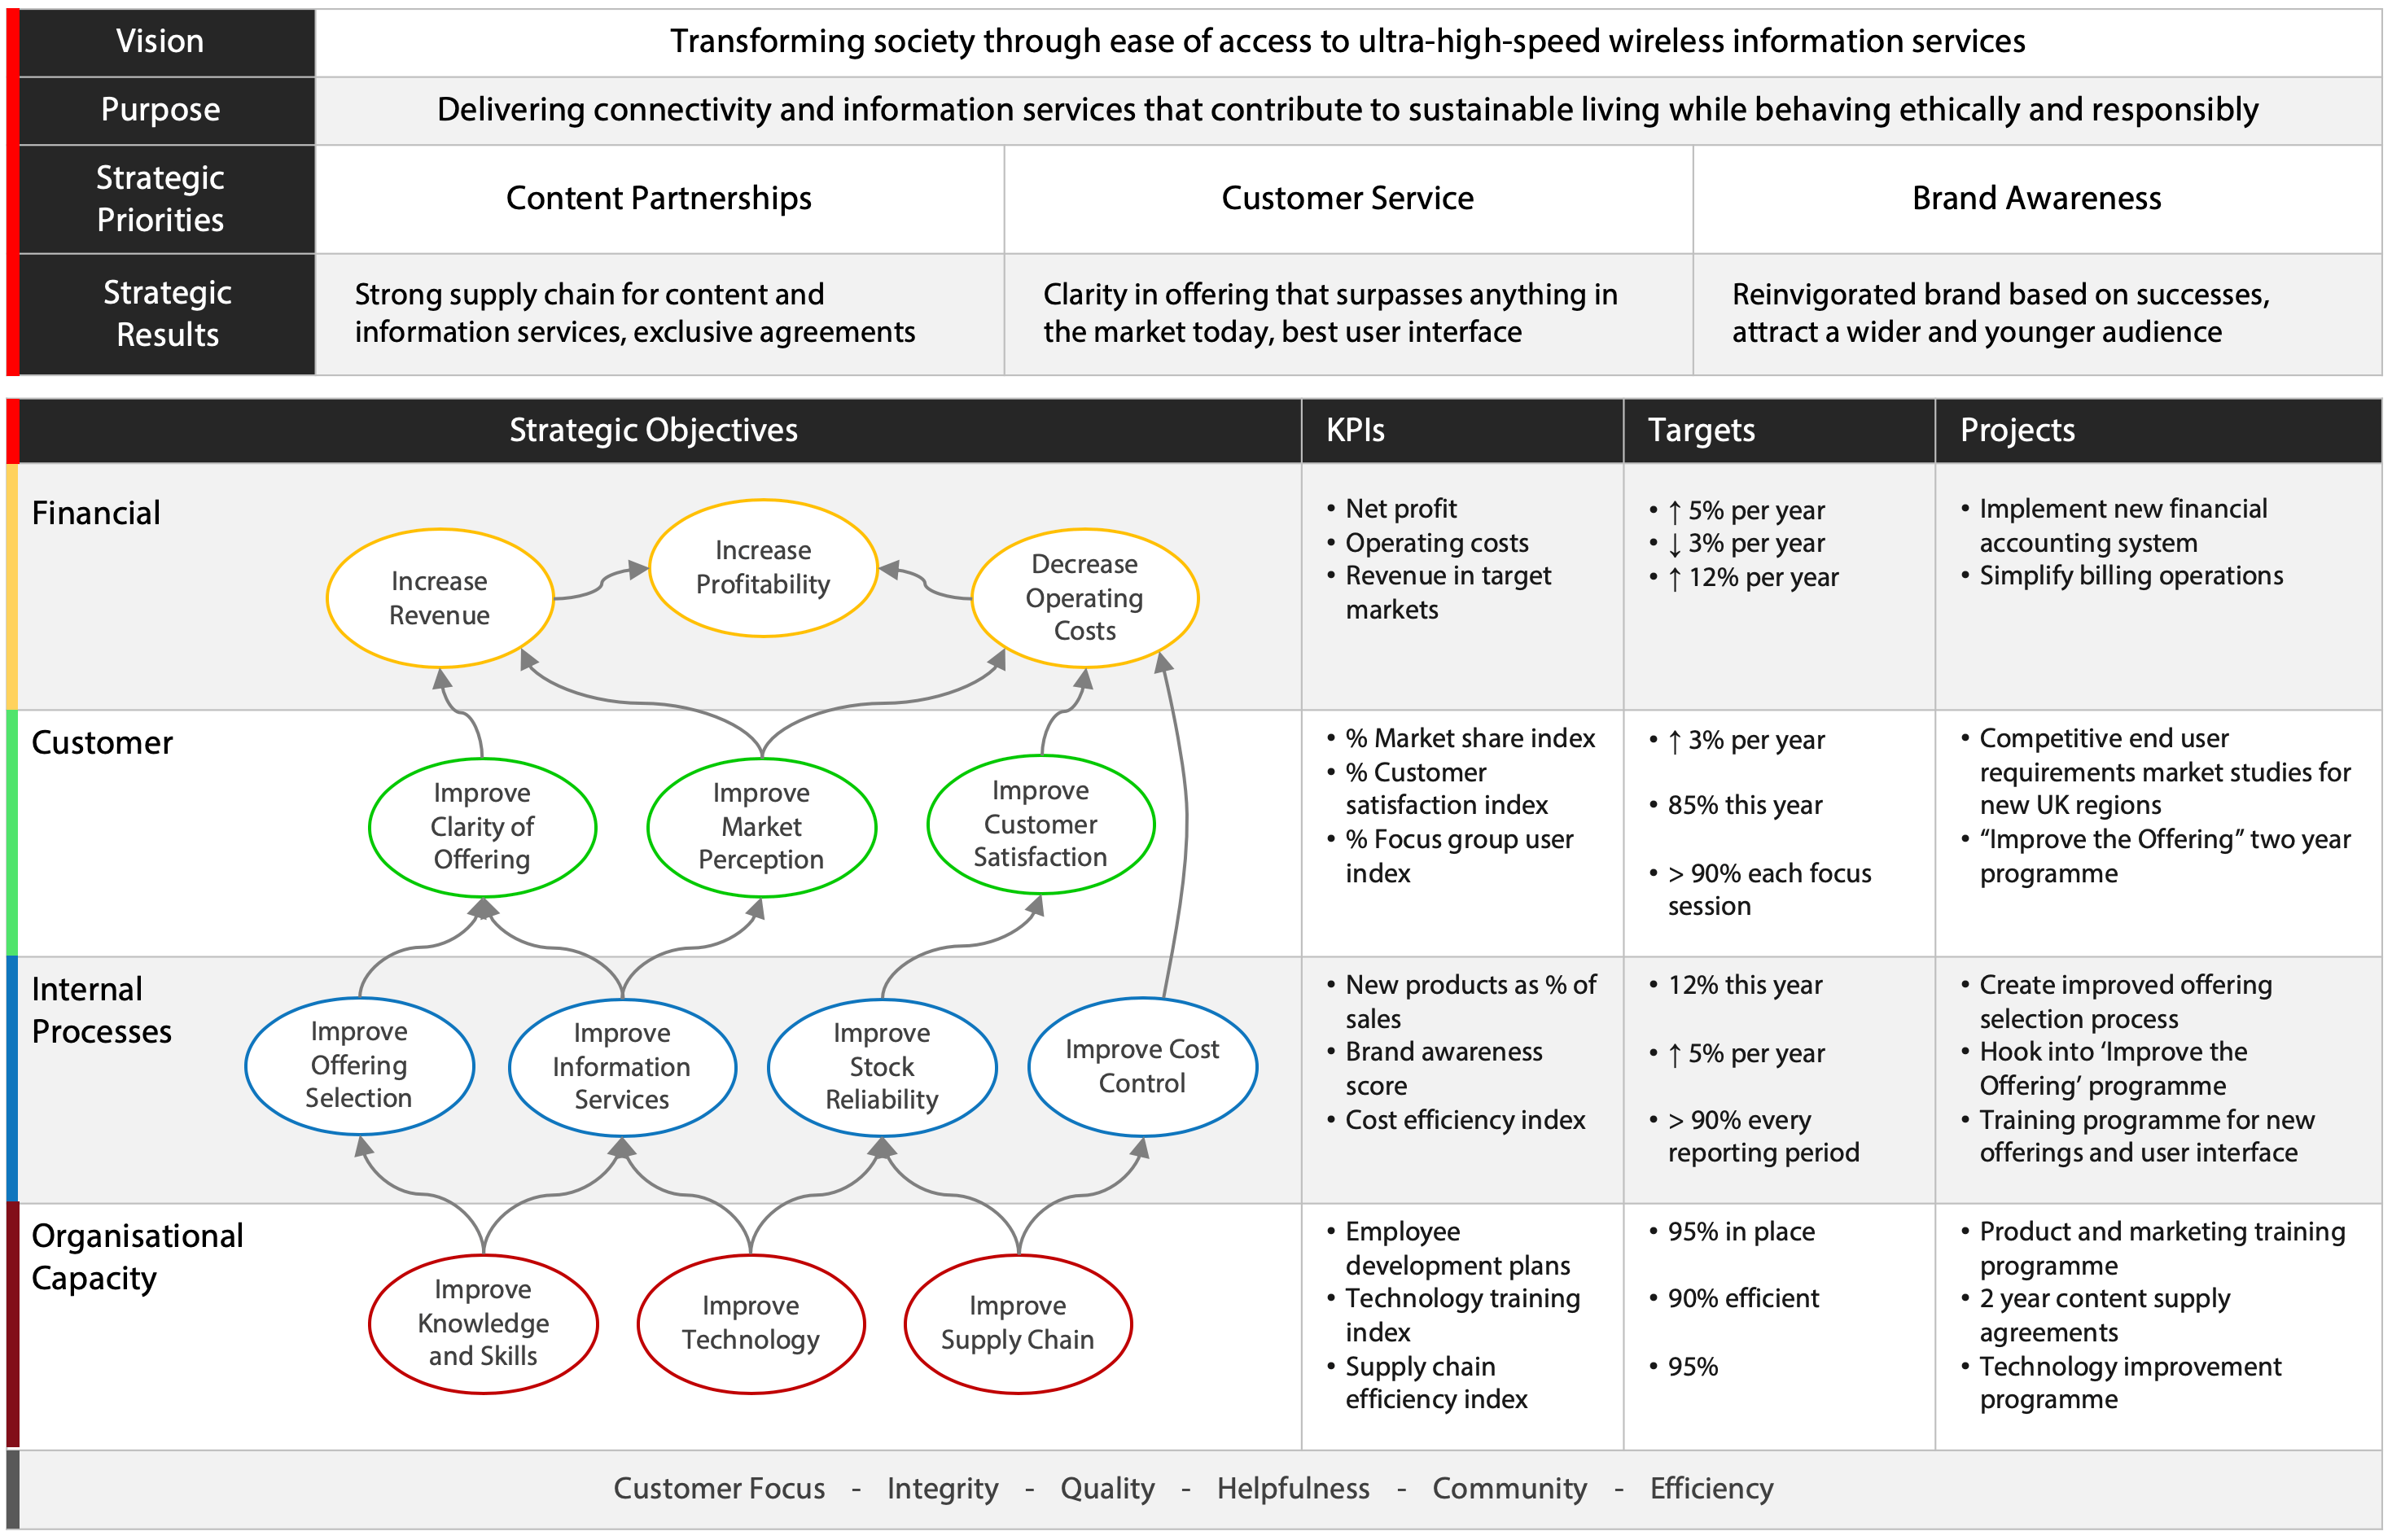 Vision
Transforming society through ease of access to ultra-high-speed wireless information services
Purpose
Delivering connectivity and information services that contribute to sustainable living while behaving ethically and responsibly
Strategic
Priorities
Content Partnerships
Customer Service
Brand Awareness
Strategic
Results
Strong supply chain for content and
information services, exclusive agreements
Clarity in offering that surpasses anything in
the market today, best user interface
Reinvigorated brand based on successes,
attract a wider and younger audience
Strategic Objectives
KPIs
Targets
Projects
Financial
Increase
Revenue
Increase
Profitability
Decrease
Operating
Costs
• Net profit
• Operating costs
• Revenue in target
markets
• ↑ 5% per year
• ↓ 3% per year
• ↑ 12% per year
• Implement new financial
accounting system
• Simplify billing operations
Customer
Improve
Clarity of
Offering
Improve
Market
Perception
Improve
Customer
Satisfaction
• % Market share index
• % Customer
satisfaction index
• % Focus group user
index
• ↑ 3% per year
• 85% this year
• > 90% each focus
session
• Competitive end user
requirements market studies for
new UK regions
• “Improve the Offering” two year
programme
Internal
Processes
Improve
Offering
Selection
Improve
Information
Services
Improve
Stock
Reliability
Improve Cost
Control
• New products as % of
sales
• Brand awareness
score
• Cost efficiency index
• 12% this year
• ↑ 5% per year
• > 90% every
reporting period
• Create improved offering
selection process
• Hook into ‘Improve the
Offering’ programme
• Training programme for new
offerings and user interface
Organisational
Capacity
Improve
Knowledge
and Skills
Improve
Technology
Improve
Supply Chain
• Employee
development plans
• Technology training
index
• Supply chain
efficiency index
• 95% in place
• 90% efficient
• 95%
• Product and marketing training
programme
• 2 year content supply
agreements
• Technology improvement
programme
Customer Focus - Integrity - Quality - Helpfulness - Community - Efficiency